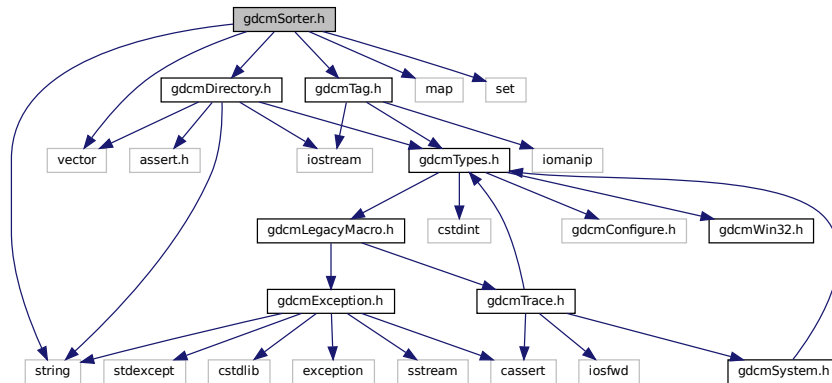 gdcmSorter.h
gdcmDirectory.h
gdcmTag.h
map
set
vector
assert.h
iostream
gdcmTypes.h
iomanip
gdcmLegacyMacro.h
cstdint
gdcmConfigure.h
gdcmWin32.h
gdcmException.h
gdcmTrace.h
string
stdexcept
cstdlib
exception
sstream
cassert
iosfwd
gdcmSystem.h